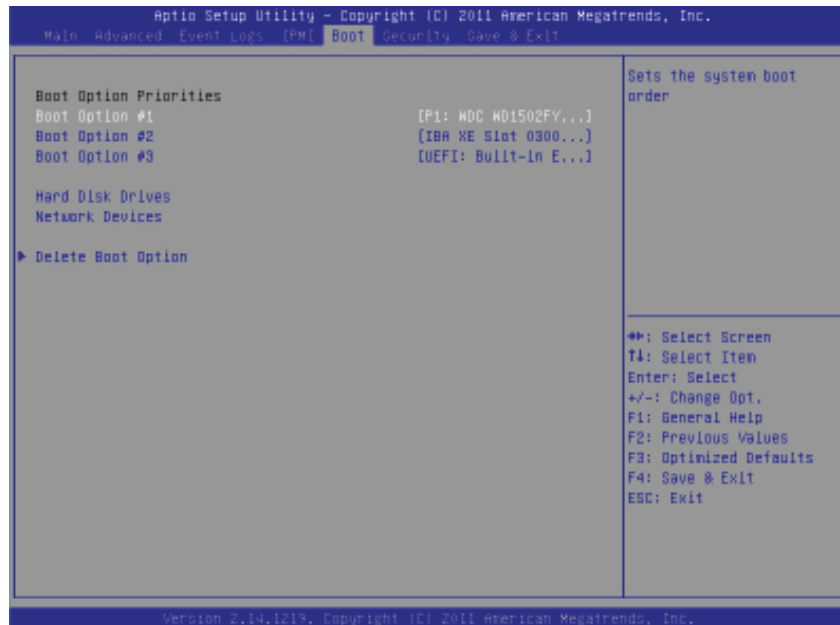 Aptio Setup Utility - Copyright (C) 2011 American Megatrends, Inc.
Main Advanced Event Logs IPMI Boot Security Save & Exit
Boot Option Priorities
Boot Option #1 [P1: WDC WD1502FY...]
Boot Option #2 [IBA XE Slot 0300...]
Boot Option #3 [UEFI: Built-in E...]
Hard Disk Drives
Network Devices
Delete Boot Option
Sets the system boot
order
→←: Select Screen
↑↓: Select Item
Enter: Select
+/-: Change Opt.
F1: General Help
F2: Previous Values
F3: Optimized Defaults
F4: Save & Exit
ESC: Exit
Version 2.14.1219. Copyright (C) 2011 American Megatrends, Inc.